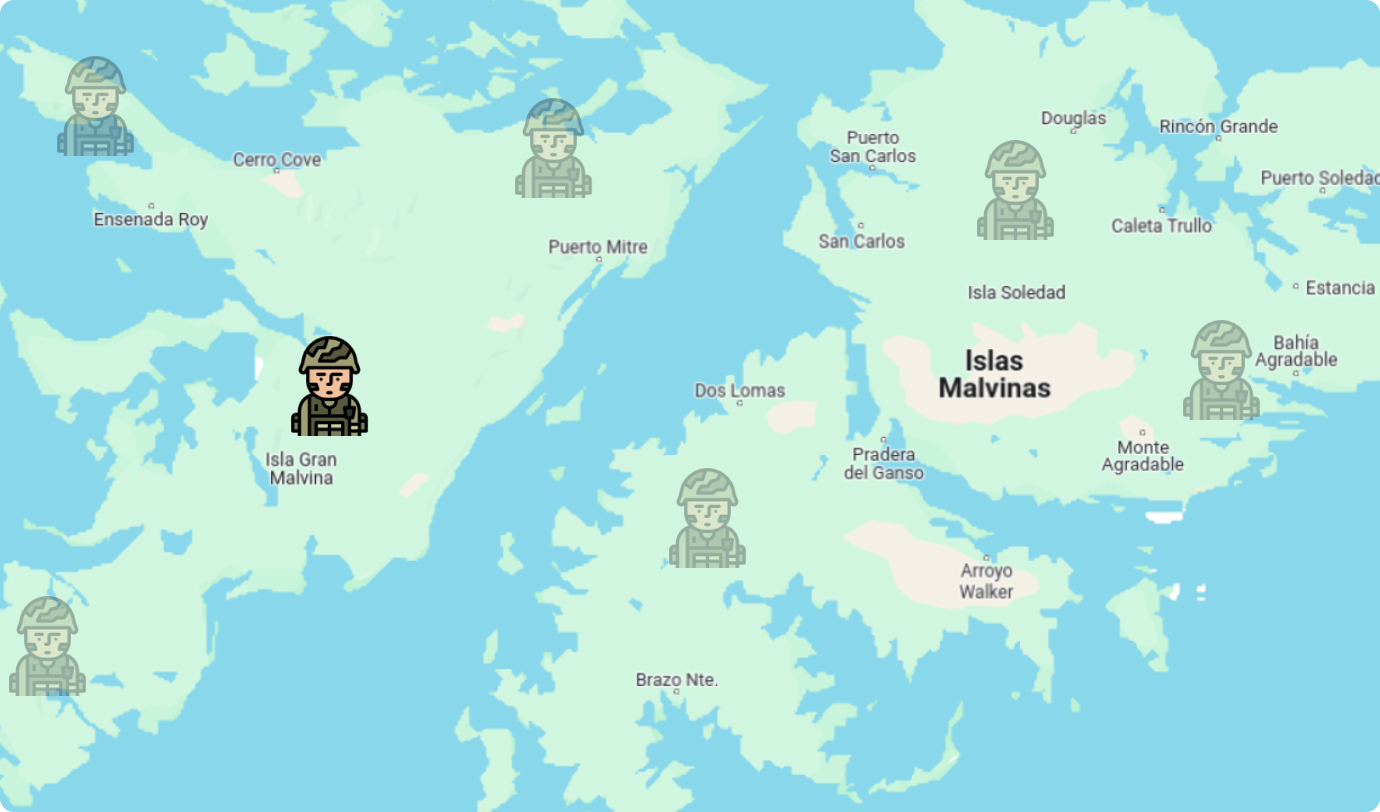 Douglas
Rincón Grande
Puerto
San Carlos
Cerro Cove
Puerto Soledad
Ensenada Roy
Caleta Trullo
San Carlos
Puerto Mitre
Estancia
Isla Soledad
Bahía
Agradable
Islas
Malvinas
Dos Lomas
Monte
Agradable
Pradera
del Ganso
Isla Gran
Malvina
Arroyo
Walker
Brazo Nte.